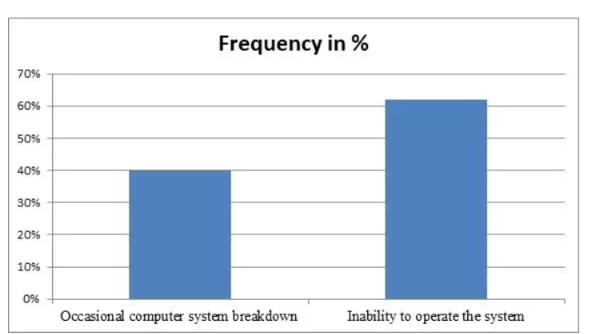 Frequency in %
70%
60%
50%
40%
30%
20%
10%
0%
Occasional computer system breakdown
Inability to operate the system